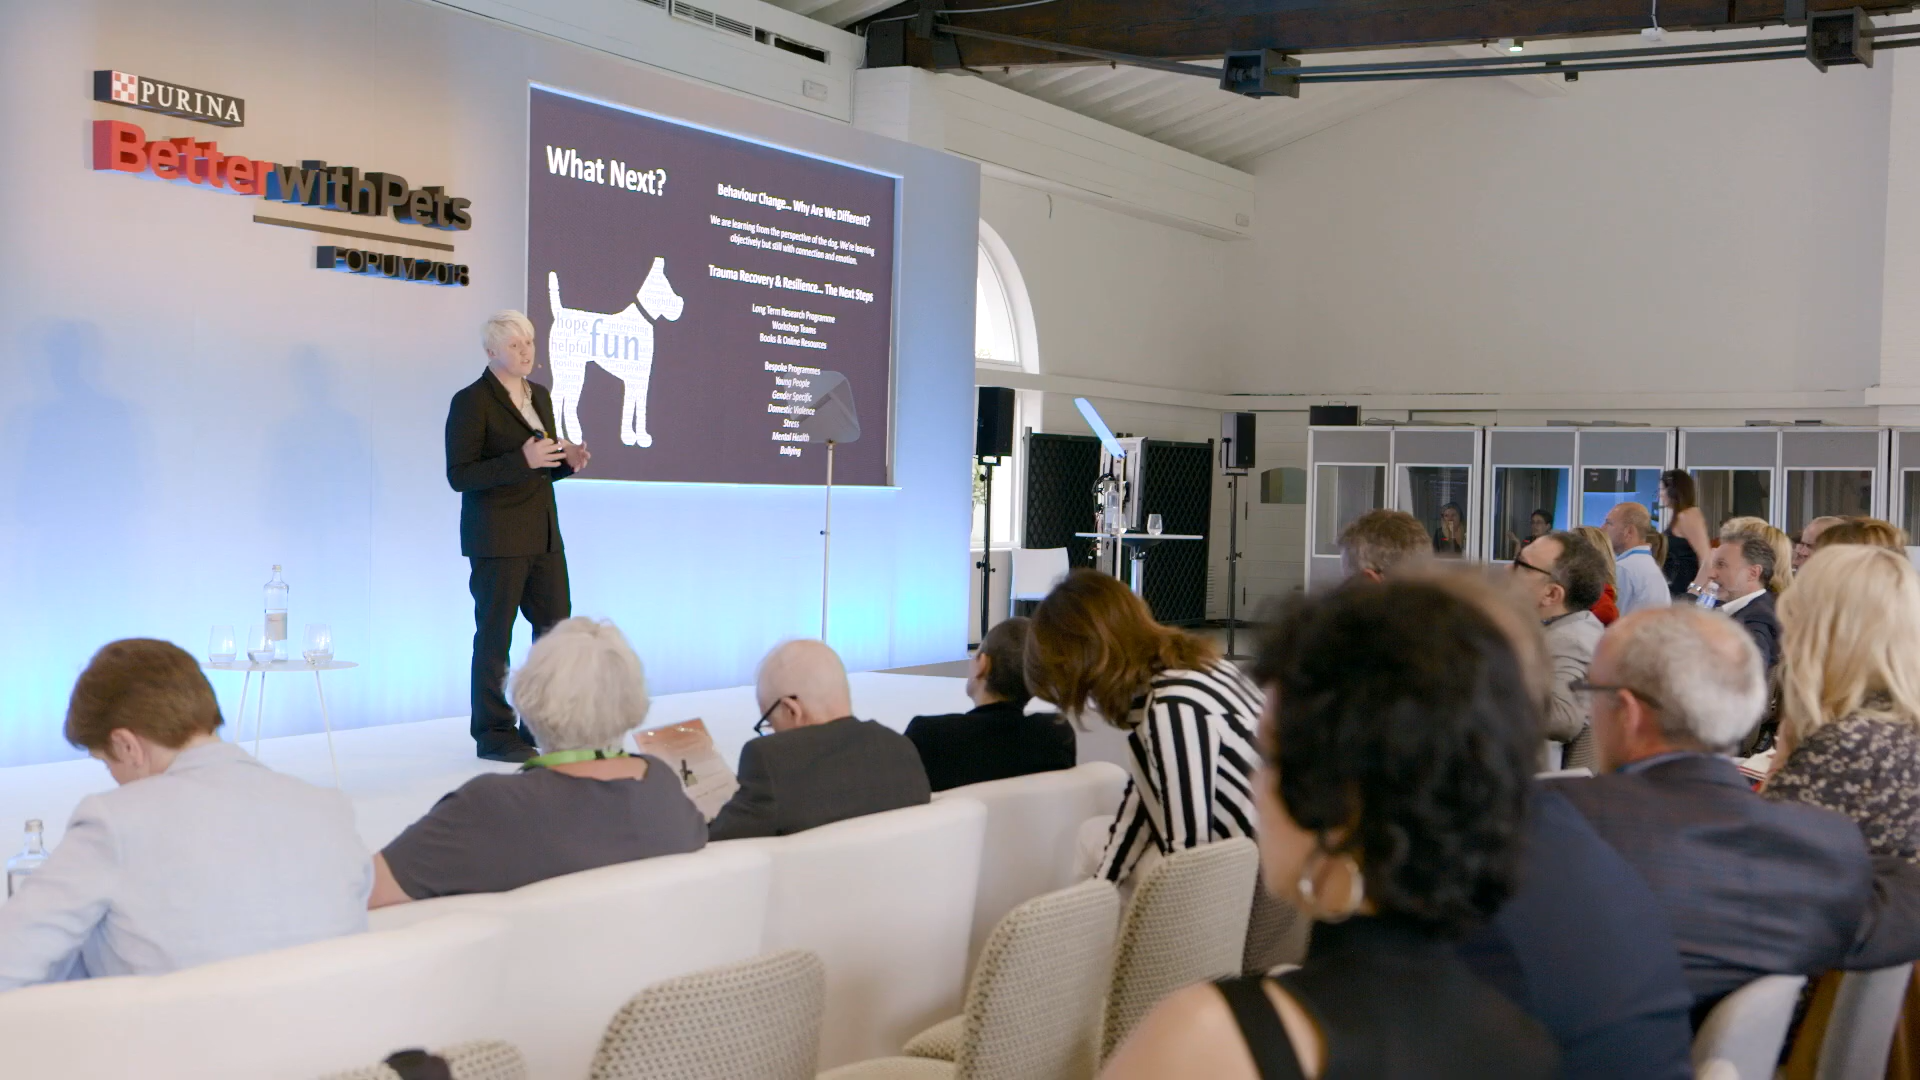 PURINA
BetterwithPets
FORUM 2018
What Next?
Behaviour Change... Why Are We Different?
We are learning from the perspective of the dog. We're learning
objectively but still with connection and emotion.
Trauma Recovery & Resilience... The Next Steps
Long Term Research Programme
Workshop Teams
Books & Online Resources
Bespoke Programmes
Young People
Gender Specific
Domestic Violence
Stress
Mental Health
Bullying
insightful
hope
interesting
helpful
fun